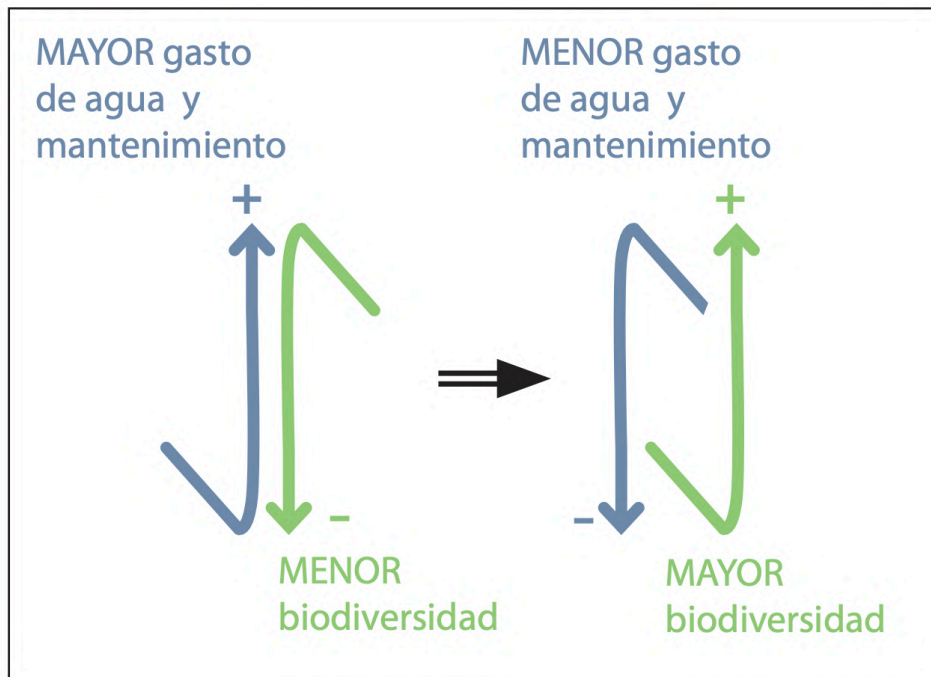 MAYOR gasto
de agua y
mantenimiento
+
-
MENOR
biodiversidad
MENOR gasto
de agua y
mantenimiento
+
-
MAYOR
biodiversidad